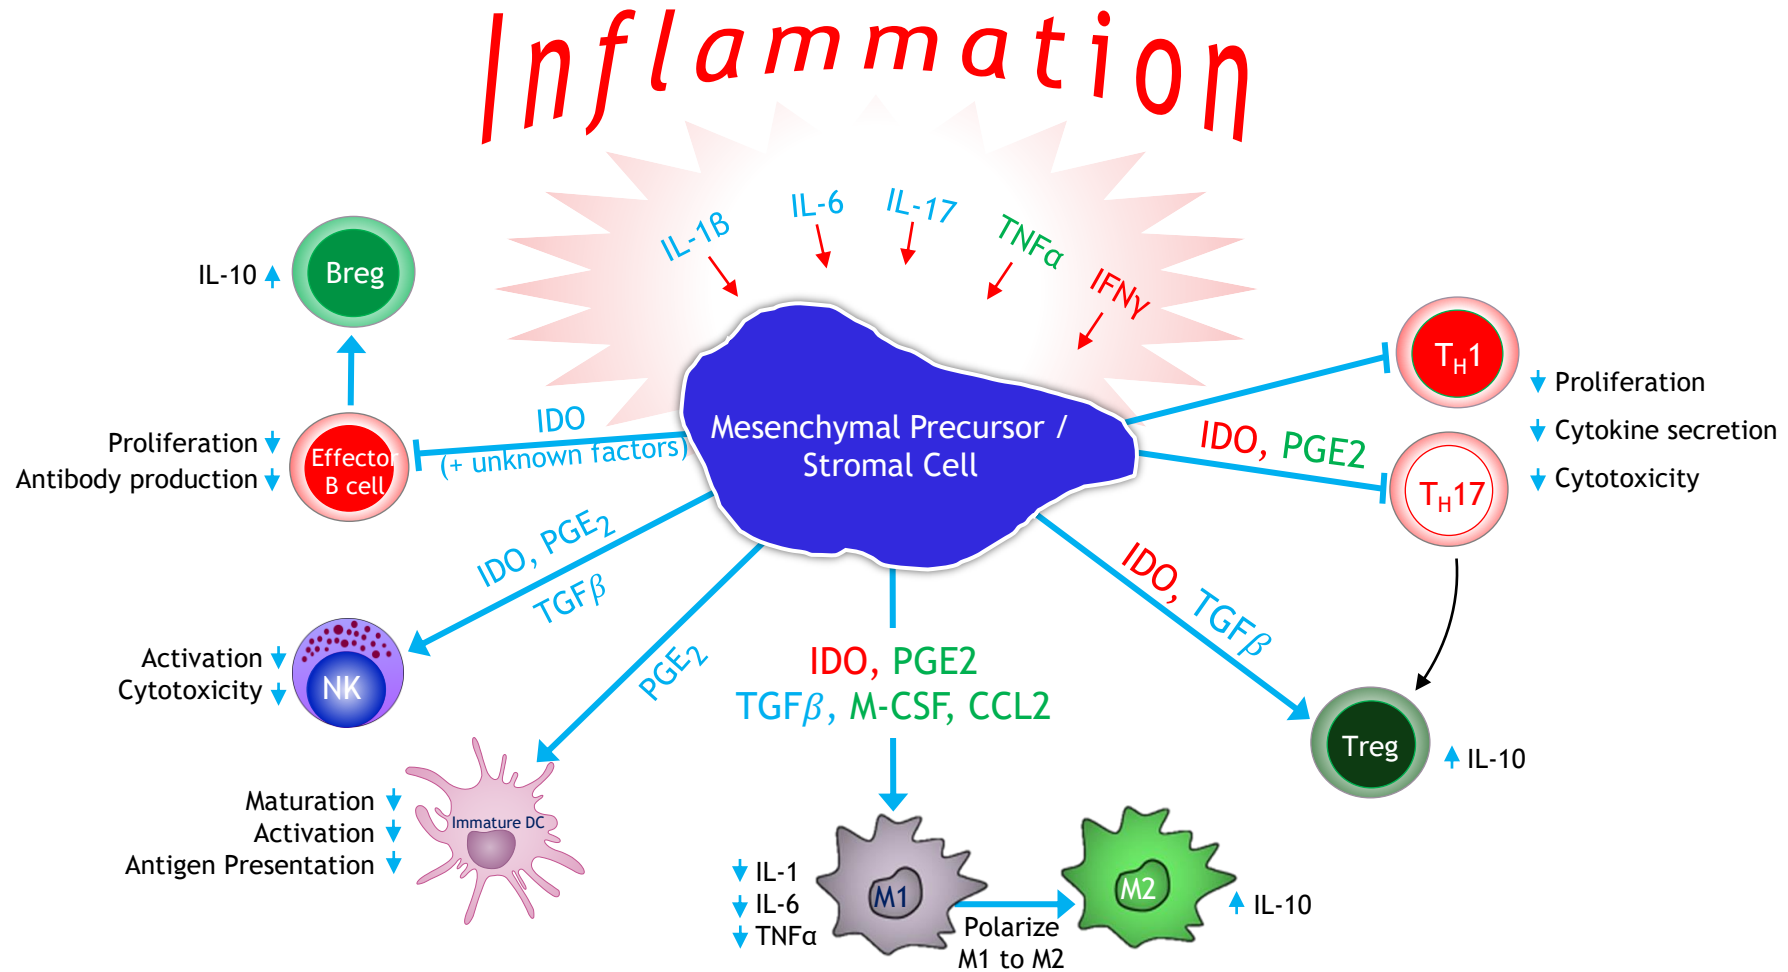 Inflammation
IL-1β
IL-6
IL-17
TNFα
IFNγ
IL-10
Breg
Proliferation
Antibody production
Effector
B cell
IDO
(+ unknown factors)
Mesenchymal Precursor /
Stromal Cell
TH1
IDO, PGE2
TH17
Proliferation
Cytokine secretion
Cytotoxicity
IDO, PGE2
TGFβ
Activation
Cytotoxicity
NK
PGE2
Maturation
Activation
Antigen Presentation
Immature DC
IDO, PGE2
TGFβ, M-CSF, CCL2
IDO, TGFβ
Treg
IL-10
IL-1
IL-6
TNFα
M1
Polarize
M1 to M2
M2
IL-10